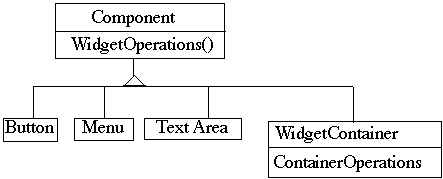 Component
WidgetOperations()
Button
Menu
Text Area
WidgetContainer
ContainerOperations